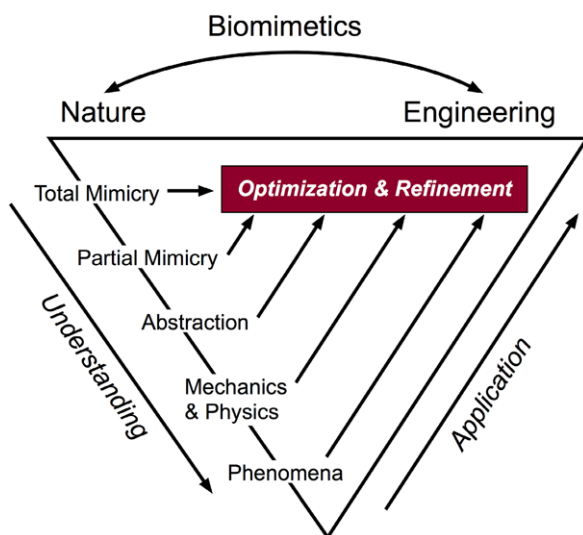 Biomimetics
Nature
Engineering
Total Mimicry
Optimization & Refinement
Partial Mimicry
Abstraction
Mechanics
& Physics
Phenomena
Understanding
Application